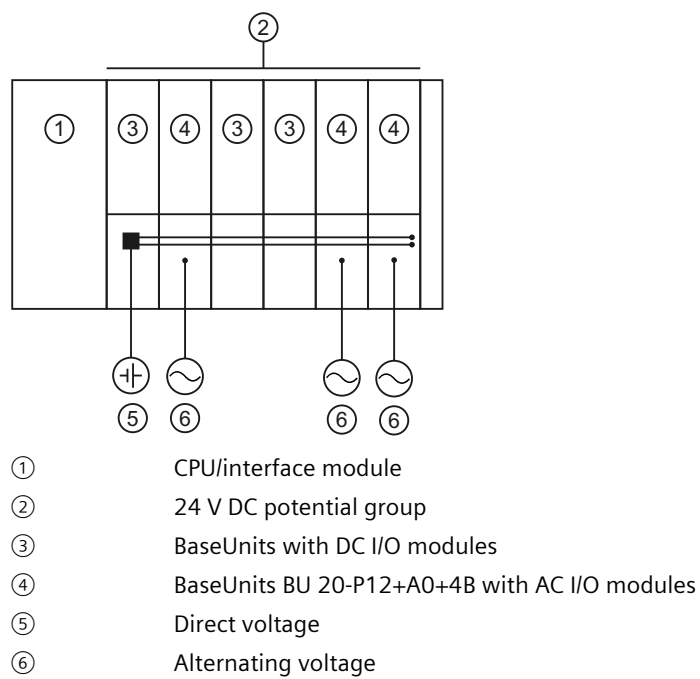 ②
① ③ ④ ③ ③ ④ ④
⑤ ⑥ ⑥ ⑥
① CPU/interface module
② 24 V DC potential group
③ BaseUnits with DC I/O modules
④ BaseUnits BU 20-P12+A0+4B with AC I/O modules
⑤ Direct voltage
⑥ Alternating voltage